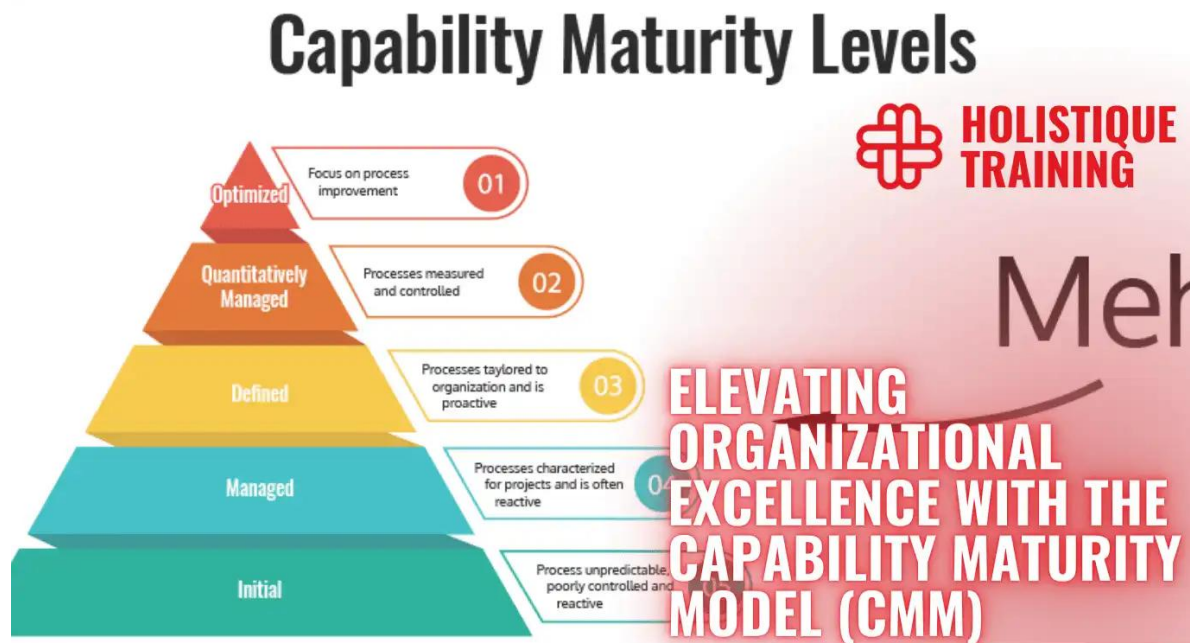 Capability Maturity Levels
HOLISTIQUE
TRAINING
Optimized
Focus on process
improvement
01
Quantitatively
Managed
Processes measured
and controlled
02
Defined
Processes taylored to
organization and is
proactive
03
Managed
Processes characterized
for projects and is often
reactive
04
Initial
Process unpredictable,
poorly controlled and
reactive
Meh
ELEVATING
ORGANIZATIONAL
EXCELLENCE WITH THE
CAPABILITY MATURITY
MODEL (CMM)